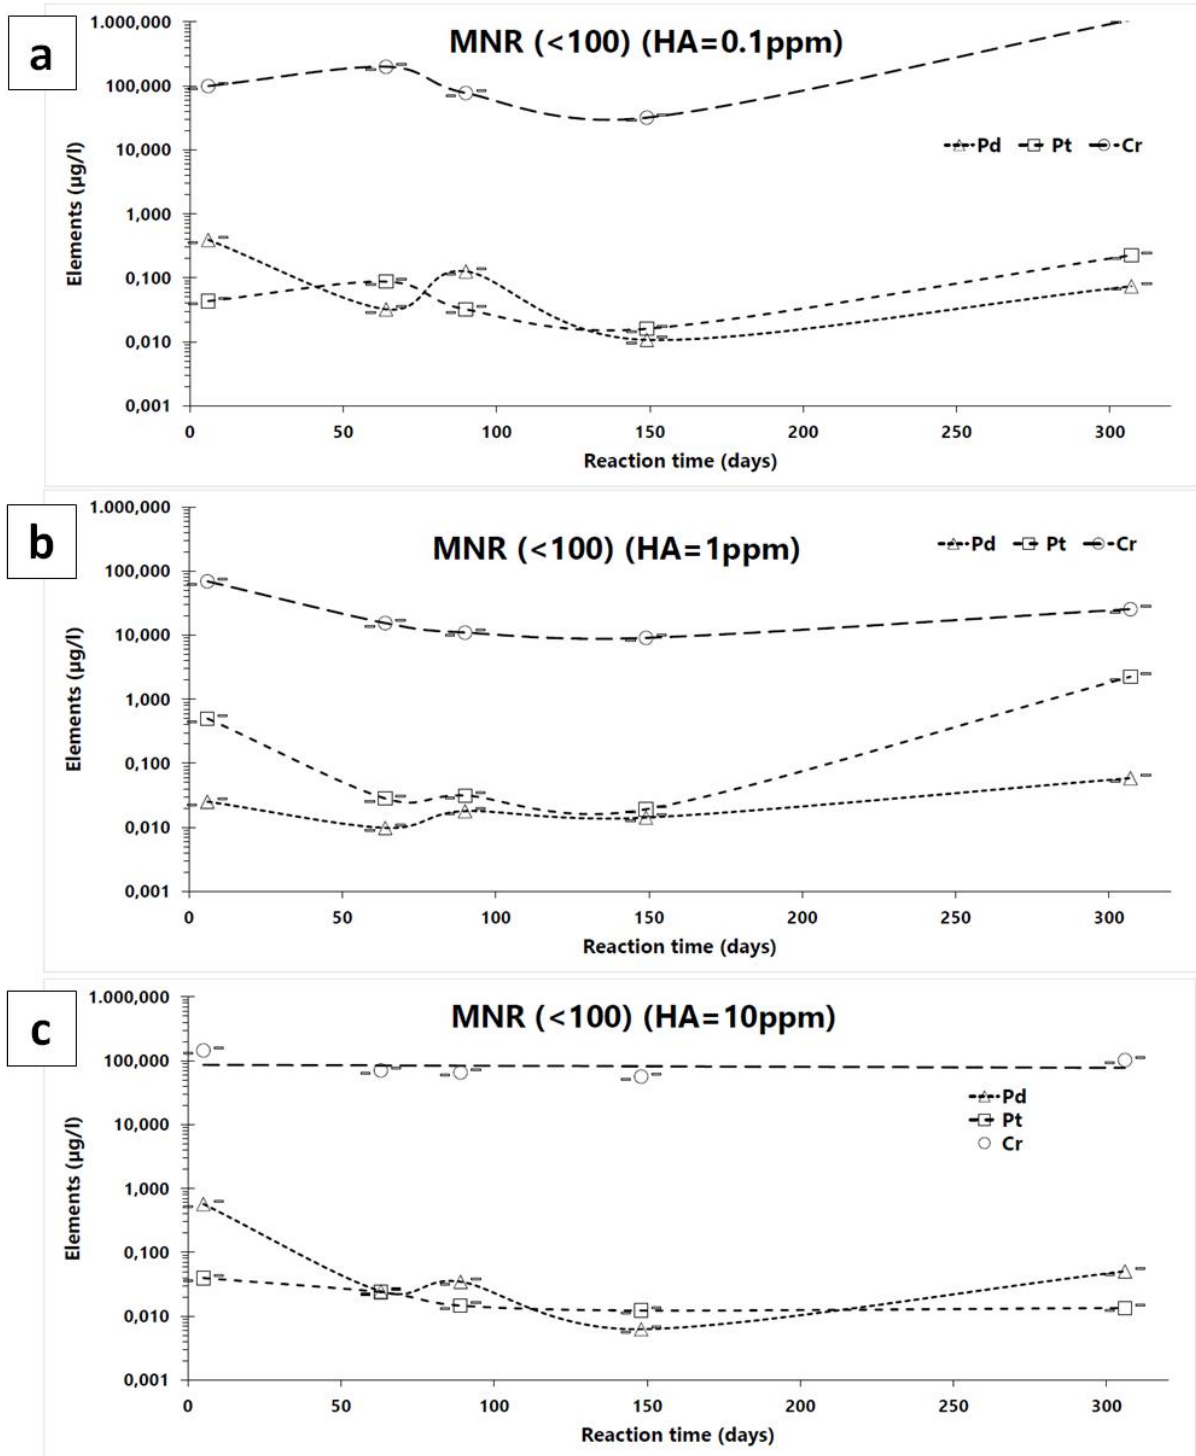 a
MNR (<100) (HA=0.1ppm)
1.000,000
100,000
10,000
1,000
0,100
0,010
0,001
Elements (µg/l)
Pd Pt Cr
0 50 100 150 200 250 300
Reaction time (days)
b
MNR (<100) (HA=1ppm)
Pd Pt Cr
1.000,000
100,000
10,000
1,000
0,100
0,010
0,001
Elements (µg/l)
0 50 100 150 200 250 300
Reaction time (days)
c
MNR (<100) (HA=10ppm)
1.000,000
100,000
10,000
1,000
0,100
0,010
0,001
Elements (µg/l)
Pd
Pt
Cr
0 50 100 150 200 250 300
Reaction time (days)